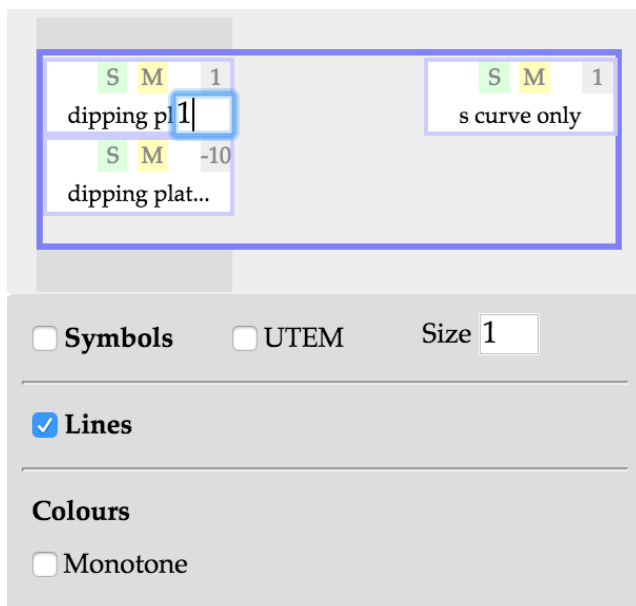 S M 1 S M 1
dipping pl 1 s curve only
S M -10
dipping plat...
Symbols UTEM Size 1
Lines
Colours
Monotone